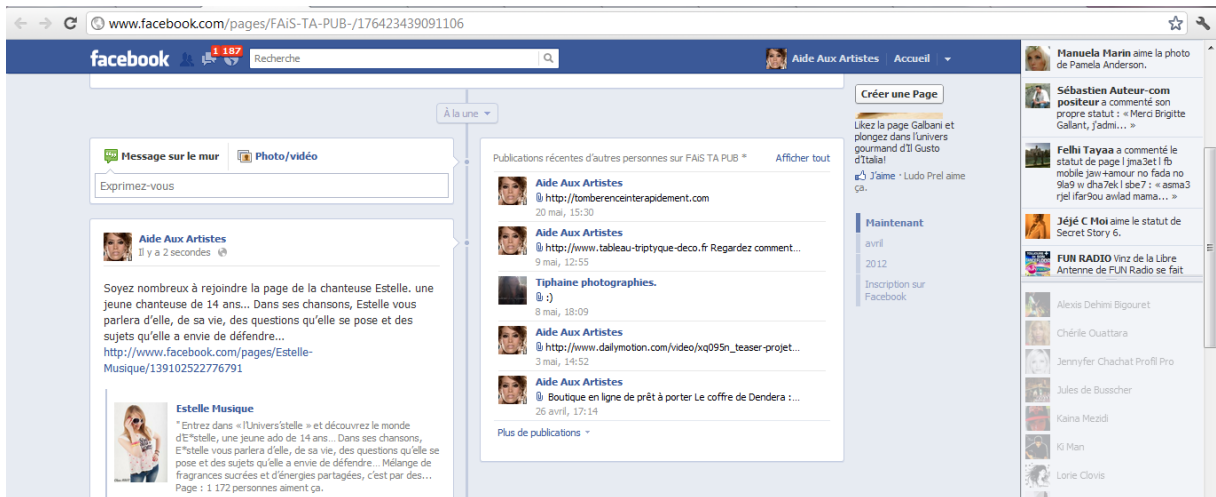 www.facebook.com/pages/FAiS-TA-PUB-/176423439091106
facebook
1 187
Recherche
Aide Aux Artistes
Accueil
À la une
Message sur le mur
Photo/vidéo
Exprimez-vous
Aide Aux Artistes
Il y a 2 secondes
Soyez nombreux à rejoindre la page de la chanteuse Estelle. une
jeune chanteuse de 14 ans... Dans ses chansons, Estelle vous
parlera d'elle, de sa vie, des questions qu'elle se pose et des
sujets qu'elle a envie de défendre...
http://www.facebook.com/pages/Estelle-
Musique/139102522776791
Estelle Musique
"Entrez dans « l'Univers'stelle » et découvrez le monde
d'E*stelle, une jeune ado de 14 ans... Dans ses chansons,
E*stelle vous parlera d'elle, de sa vie, des questions qu'elle se
pose et des sujets qu'elle a envie de défendre... Mélange de
fragrances sucrées et d'énergies partagées, c'est par des...
Page : 1 172 personnes aiment ça.
Publications récentes d'autres personnes sur FAiS TA PUB *
Afficher tout
Aide Aux Artistes
http://tomberenceinterapidement.com
20 mai, 15:30
Aide Aux Artistes
http://www.tableau-triptyque-deco.fr Regardez comment...
9 mai, 12:55
Tiphaine photographies.
:)
8 mai, 18:09
Aide Aux Artistes
http://www.dailymotion.com/video/xq095n_teaser-projet...
3 mai, 14:52
Aide Aux Artistes
Boutique en ligne de prêt à porter Le coffre de Dendera :...
26 avril, 17:14
Plus de publications
Créer une Page
Likez la page Galbani et
plongez dans l'univers
gourmand d'Il Gusto
d'Italia!
J'aime · Ludo Prel aime
ça.
Maintenant
avril
2012
Inscription sur
Facebook
Manuela Marin aime la photo
de Pamela Anderson.
Sébastien Auteur-com
positeur a commenté son
propre statut : « Merci Brigitte
Gallant, j'admi... »
Felhi Tayaa a commenté le
statut de page l jma3et l fb
mobile jaw+amour no fada no
9la9 w dha7ek l sbe7 : « asma3
rjel ifar9ou awlad mama... »
Jéjé C Moi aime le statut de
Secret Story 6.
FUN RADIO Vinz de la Libre
Antenne de FUN Radio se fait
Alexis Dehimi Bigouret
Chérile Ouattara
Jennyfer Chachat Profil Pro
Jules de Busscher
Kaina Mezidi
Ki Man
Lorie Clovis